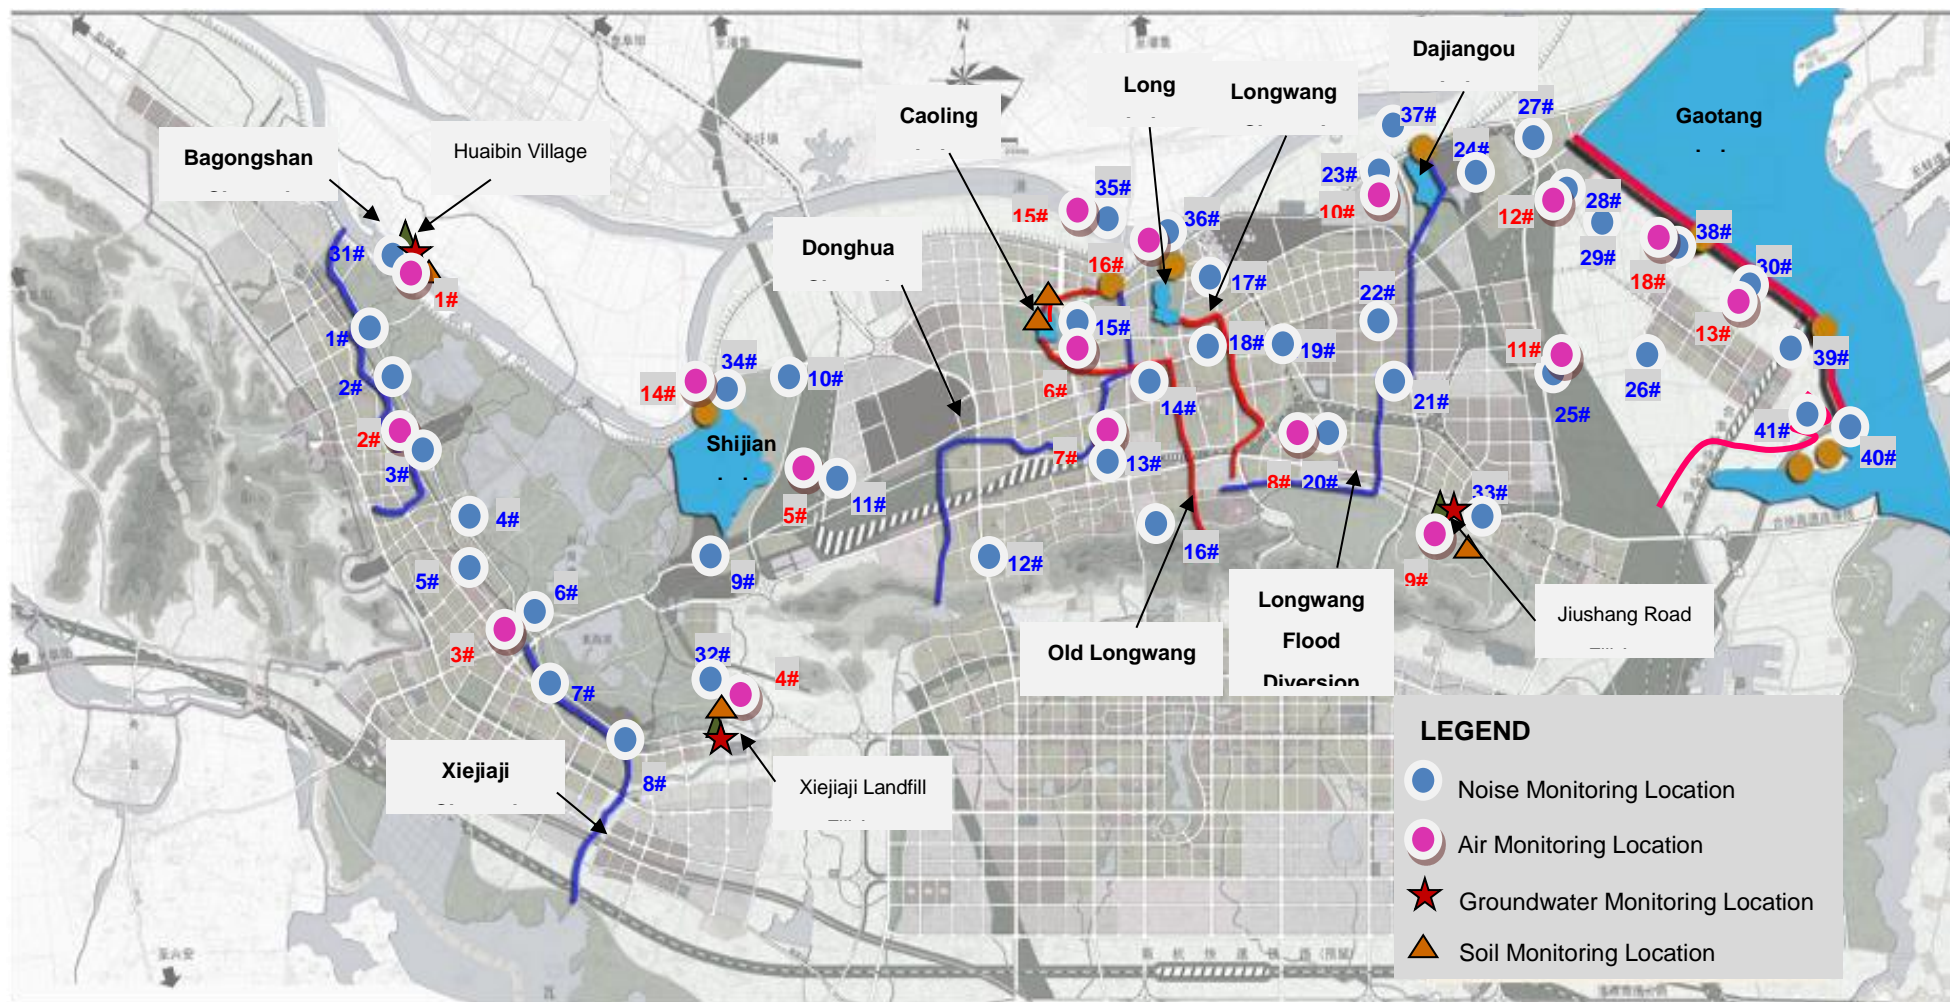 N
Dajiangou
Long
Longwang
Caoling
Gaotang
Bagongshan
Huaibin Village
Donghua
Shijian
37#
27#
24#
23#
10#
12#
28#
29#
38#
18#
30#
13#
39#
35#
15#
36#
16#
17#
22#
31#
1#
1#
2#
2#
3#
34#
14#
10#
15#
6#
18#
19#
14#
21#
11#
25#
26#
41#
40#
5#
11#
7#
13#
8#
20#
33#
9#
4#
5#
6#
3#
9#
12#
16#
32#
4#
7#
8#
Old Longwang
Longwang
Flood
Diversion
Jiushang Road
Xiejiaji
Xiejiaji Landfill
LEGEND
Noise Monitoring Location
Air Monitoring Location
Groundwater Monitoring Location
Soil Monitoring Location